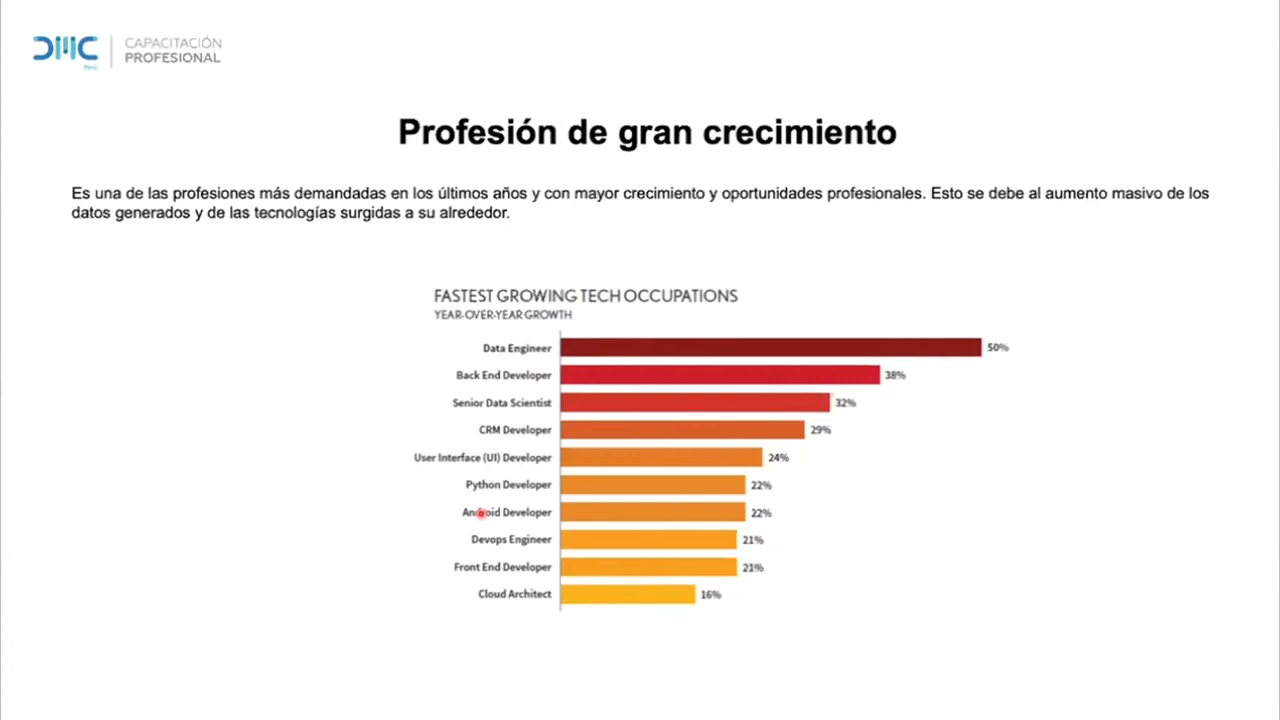 DMC
Perú
CAPACITACIÓN
PROFESIONAL
Profesión de gran crecimiento
Es una de las profesiones más demandadas en los últimos años y con mayor crecimiento y oportunidades profesionales. Esto se debe al aumento masivo de los
datos generados y de las tecnologías surgidas a su alrededor.
FASTEST GROWING TECH OCCUPATIONS
YEAR-OVER-YEAR GROWTH
Data Engineer 50%
Back End Developer 38%
Senior Data Scientist 32%
CRM Developer 29%
User Interface (UI) Developer 24%
Python Developer 22%
Android Developer 22%
Devops Engineer 21%
Front End Developer 21%
Cloud Architect 16%